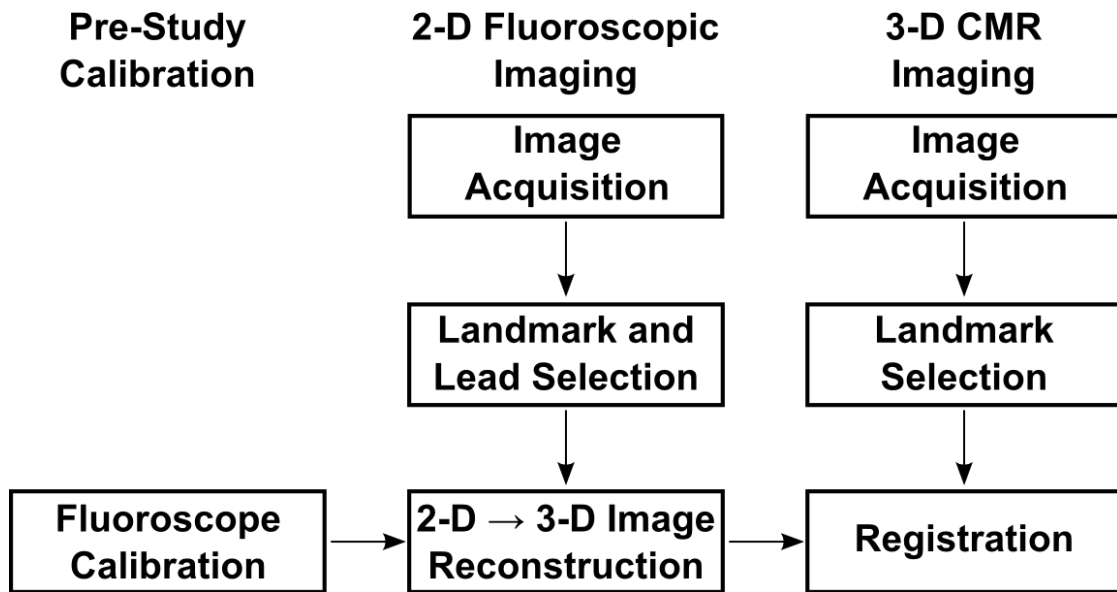 Pre-Study
Calibration
2-D Fluoroscopic
Imaging
3-D CMR
Imaging
Image
Acquisition
Image
Acquisition
Landmark and
Lead Selection
Landmark
Selection
Fluoroscope
Calibration
2-D → 3-D Image
Reconstruction
Registration